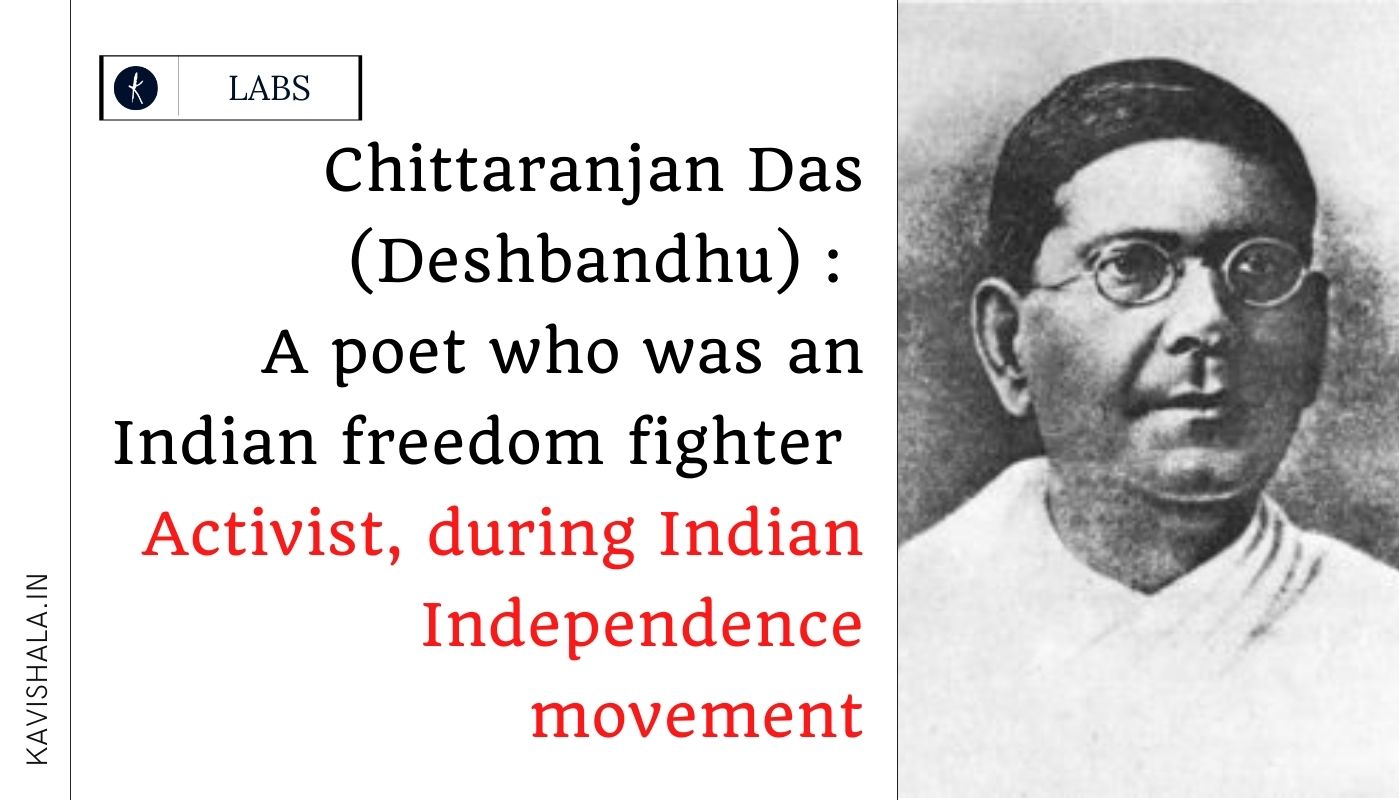 LABS
Chittaranjan Das
(Deshbandhu) :
A poet who was an
Indian freedom fighter
Activist, during Indian
Independence
movement
KAVISHALA.IN